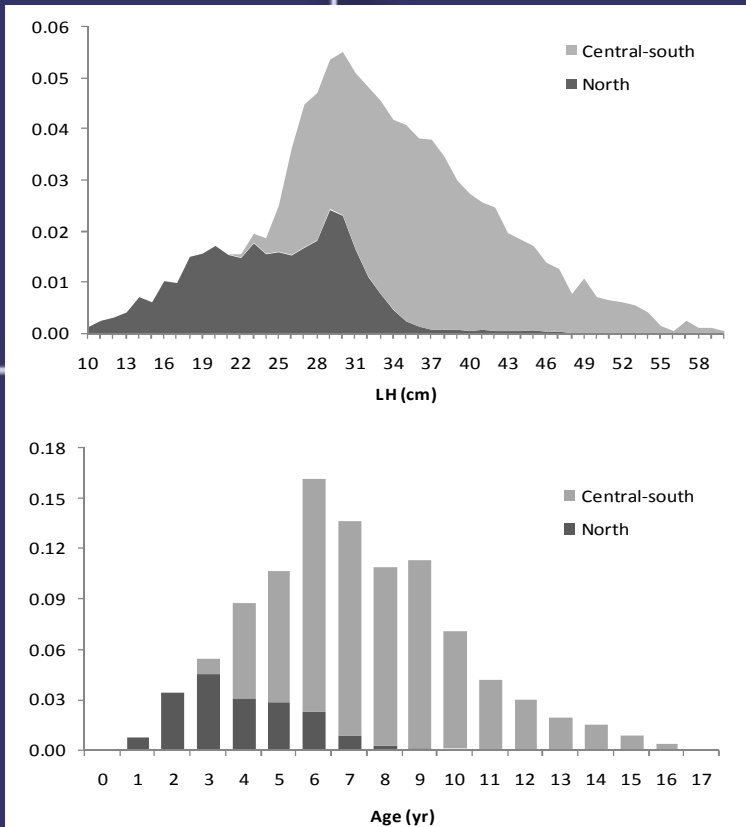 0.06
Central-south
0.05
North
0.04
0.03
0.02
0.01
0.00
10 13 16 19 22 25 28 31 34 37 40 43 46 49 52 55 58
LH (cm)
0.18
Central-south
0.15
North
0.12
0.09
0.06
0.03
0.00
0 1 2 3 4 5 6 7 8 9 10 11 12 13 14 15 16 17
Age (yr)